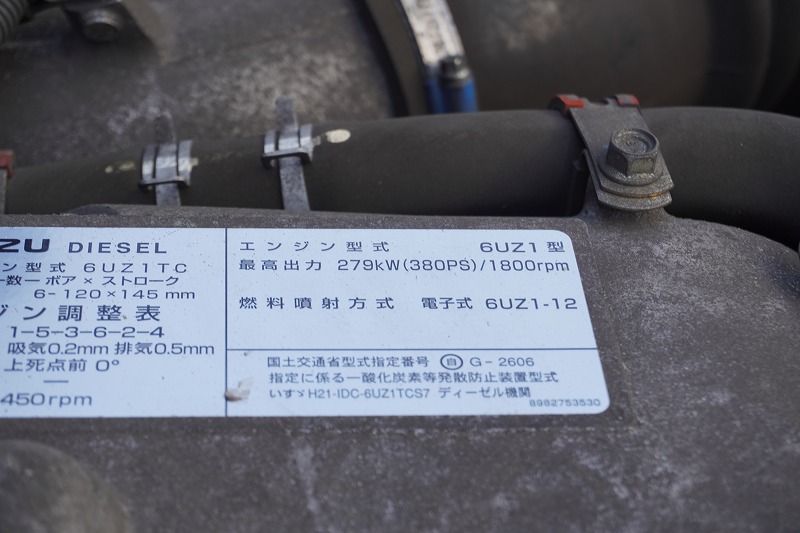 ZU DIESEL
ン型式 6UZ1TC
数ー ボア × ストローク
6-120×145mm
ジン調整表
1-5-3-6-2-4
吸気0.2mm 排気0.5mm
上死点前 0°
450rpm
エンジン型式 6UZ1型
最高出力 279kW(380PS)/1800rpm
燃料噴射方式 電子式 6UZ1-12
国土交通省型式指定番号 自 G-2606
指定に係る一酸化炭素等発散防止装置型式
いすゞH21-IDC-6UZ1TCS7 ディーゼル機関
8982753530